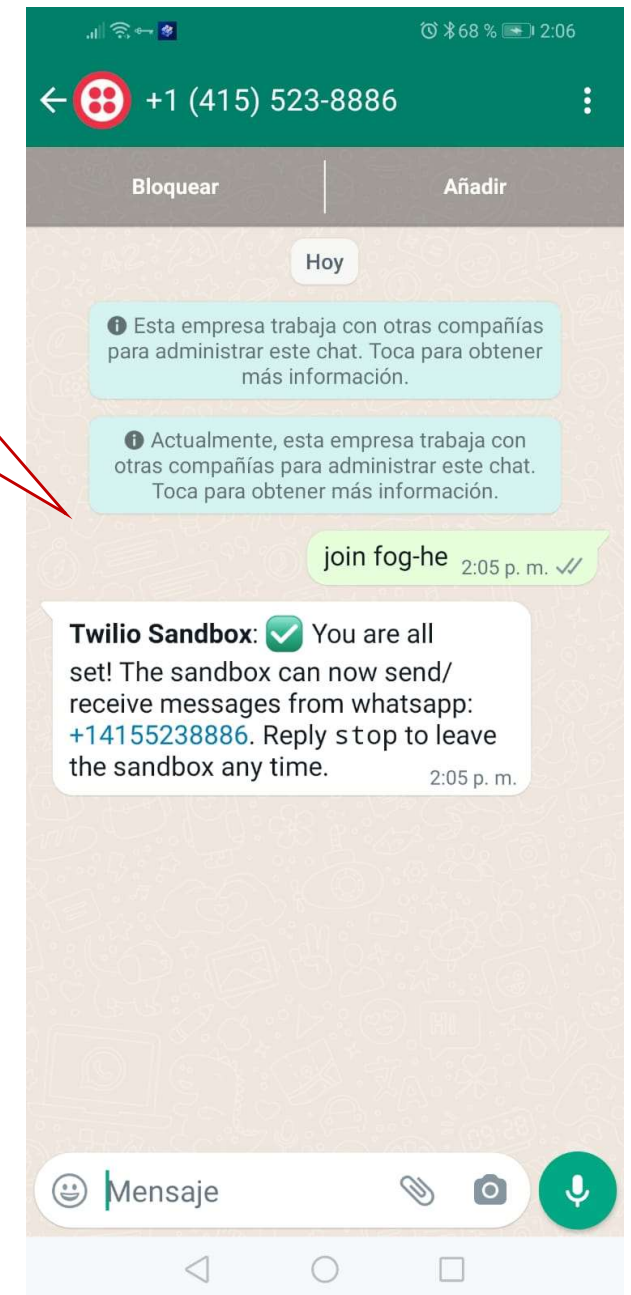 68 % 2:06
+1 (415) 523-8886
Bloquear Añadir
Hoy
Esta empresa trabaja con otras compañías
para administrar este chat. Toca para obtener
más información.
Actualmente, esta empresa trabaja con
otras compañías para administrar este chat.
Toca para obtener más información.
join fog-he 2:05 p. m.
Twilio Sandbox: ✅ You are all
set! The sandbox can now send/
receive messages from whatsapp:
+14155238886. Reply stop to leave
the sandbox any time. 2:05 p. m.
Mensaje